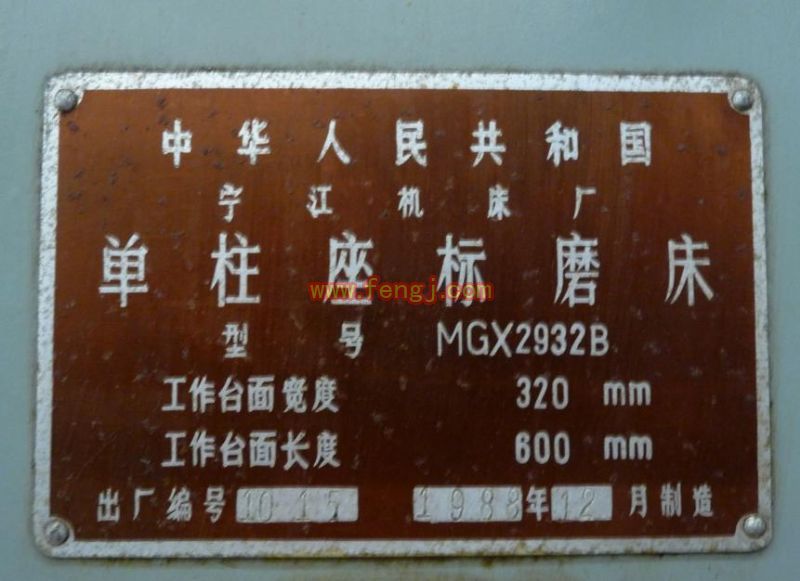 中华人民共和国
宁江机床厂
单柱座标磨床
www.fengj.com
型号 MGX2932B
工作台面宽度 320 mm
工作台面长度 600 mm
出厂编号 1015 1988年12月制造